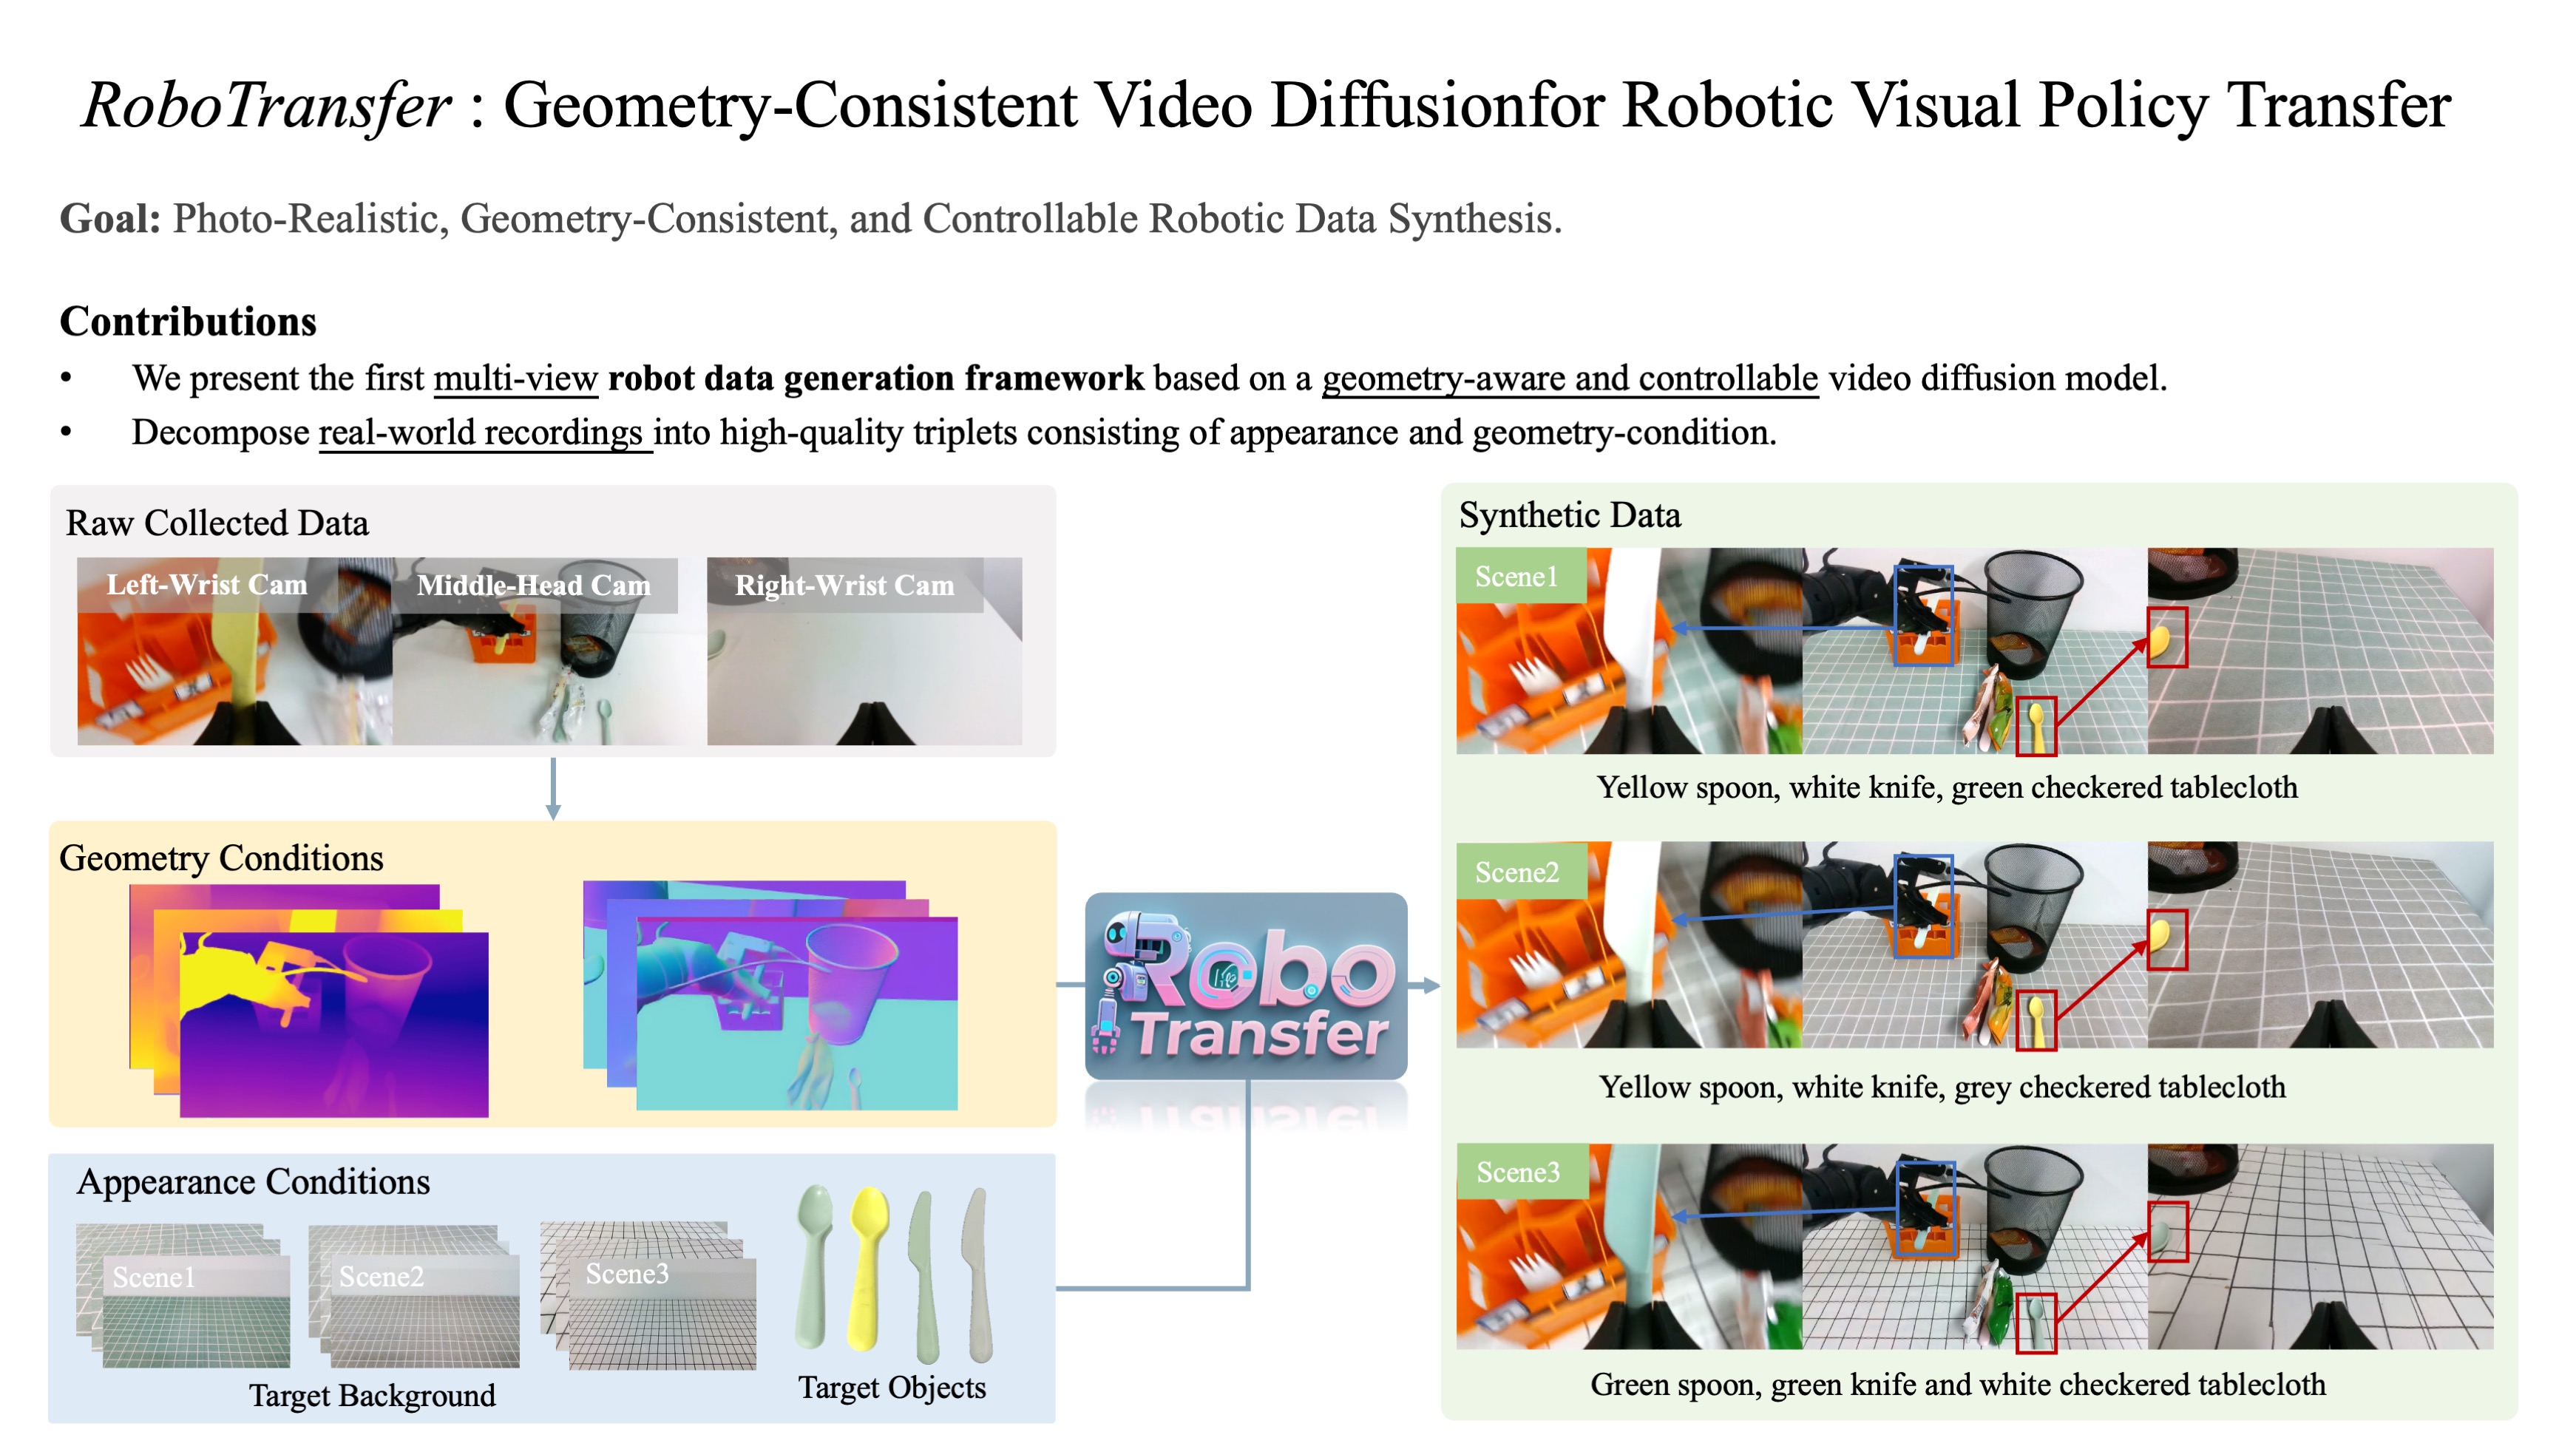 RoboTransfer : Geometry-Consistent Video Diffusionfor Robotic Visual Policy Transfer
Goal: Photo-Realistic, Geometry-Consistent, and Controllable Robotic Data Synthesis.
Contributions
• We present the first multi-view robot data generation framework based on a geometry-aware and controllable video diffusion model.
• Decompose real-world recordings into high-quality triplets consisting of appearance and geometry-condition.
Raw Collected Data
Left-Wrist Cam
Middle-Head Cam
Right-Wrist Cam
Geometry Conditions
Appearance Conditions
Scene1
Scene2
Scene3
Target Background
Target Objects
Robo
Transfer
Synthetic Data
Scene1
Yellow spoon, white knife, green checkered tablecloth
Scene2
Yellow spoon, white knife, grey checkered tablecloth
Scene3
Green spoon, green knife and white checkered tablecloth